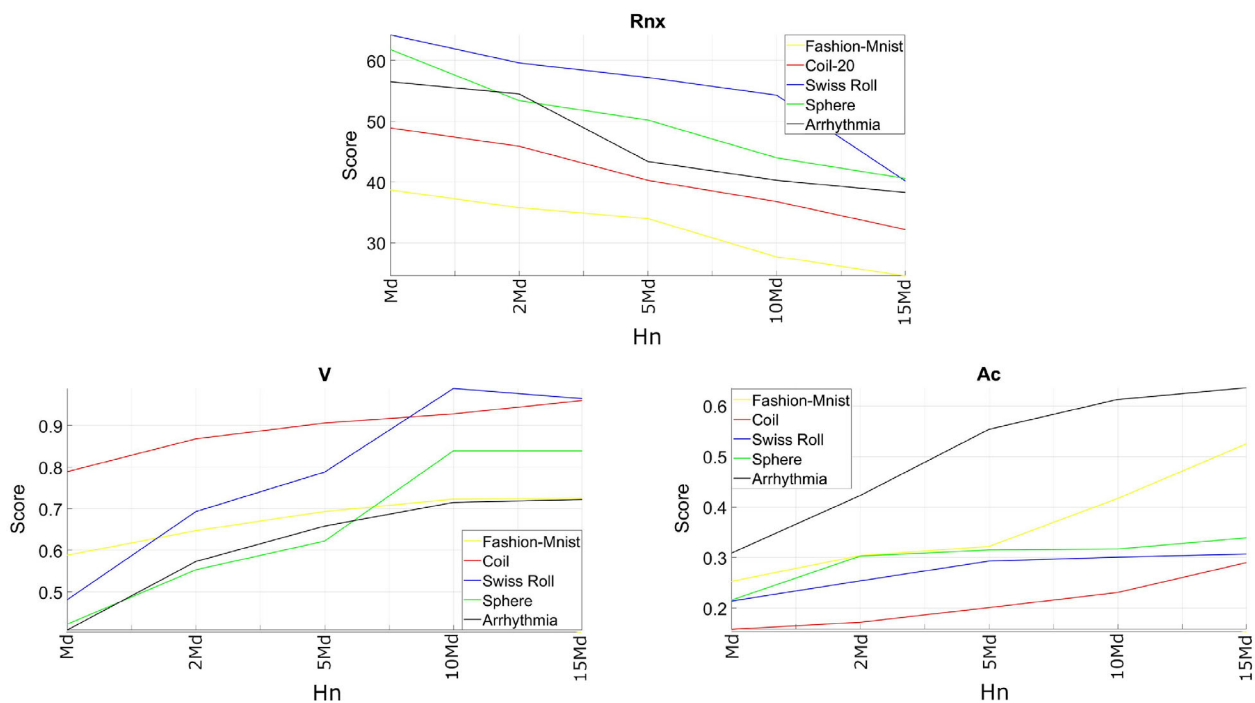 Rnx
Score
60
50
40
30
Fashion-Mnist
Coil-20
Swiss Roll
Sphere
Arrhythmia
Md
2Md
5Md
10Md
15Md
Hn
V
Score
0.9
0.8
0.7
0.6
0.5
Fashion-Mnist
Coil
Swiss Roll
Sphere
Arrhythmia
Md
2Md
5Md
10Md
15Md
Hn
Ac
Score
0.6
0.5
0.4
0.3
0.2
Fashion-Mnist
Coil
Swiss Roll
Sphere
Arrhythmia
Md
2Md
5Md
10Md
15Md
Hn